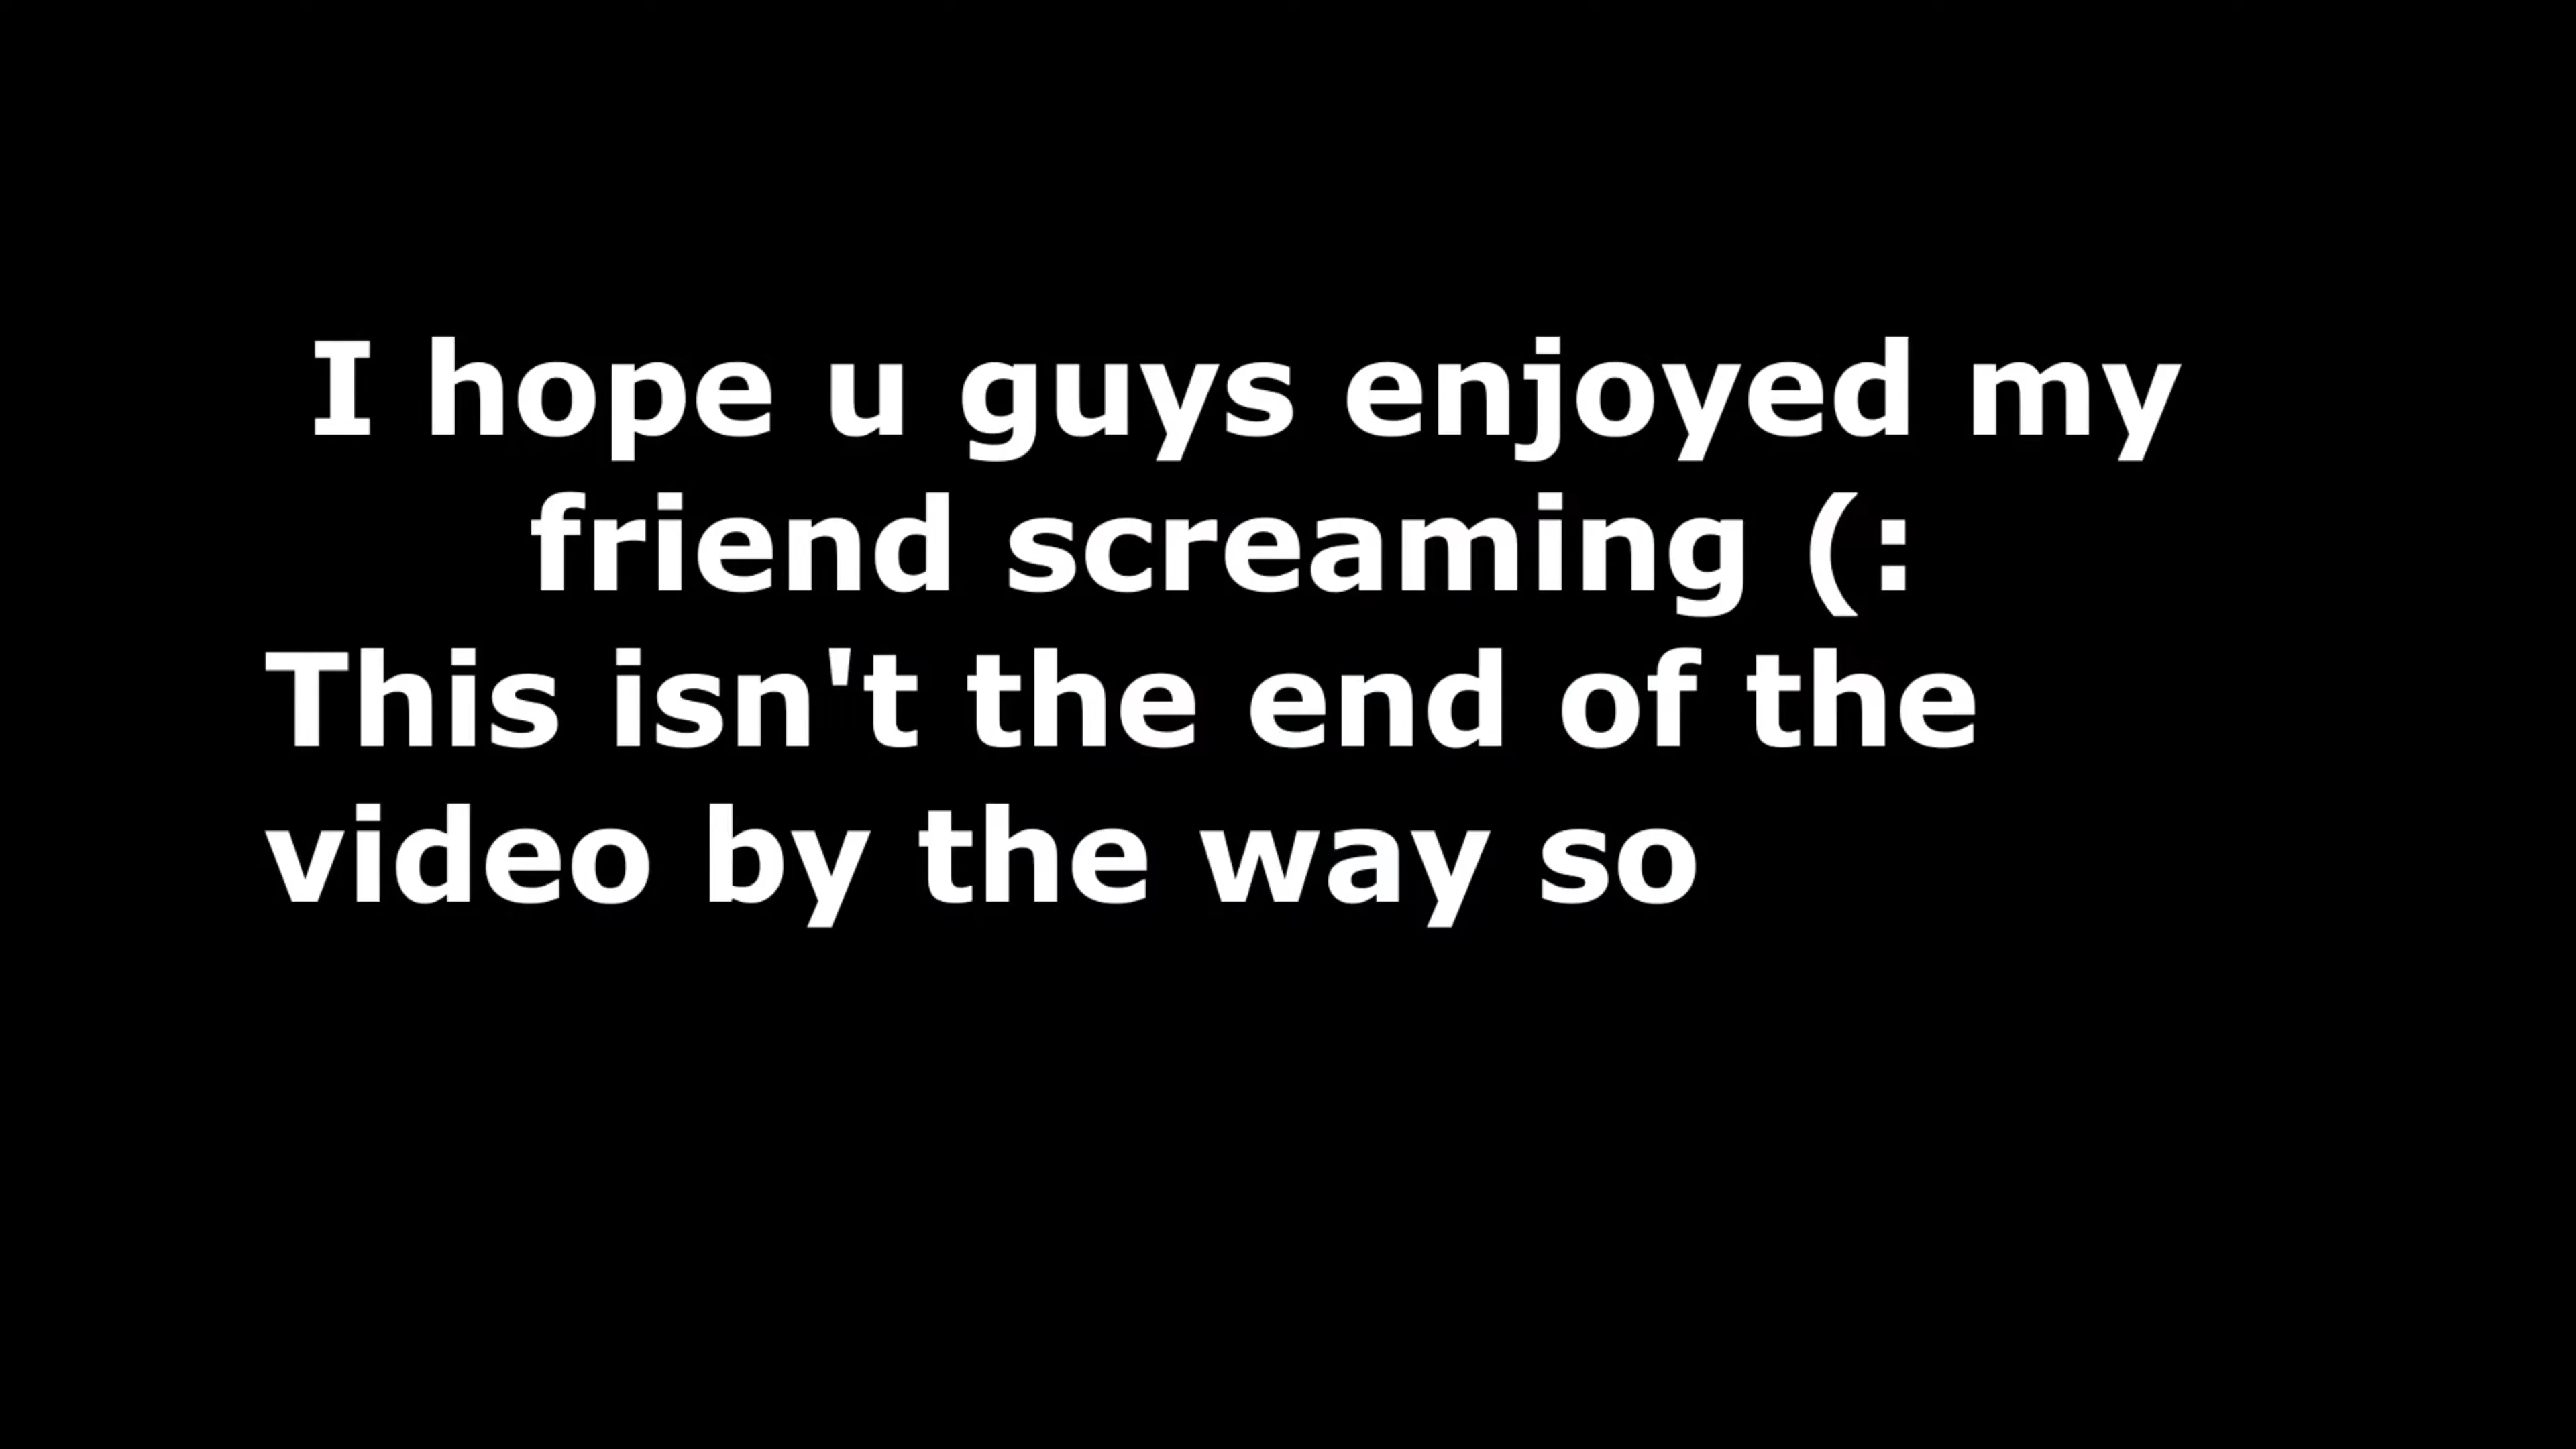 I hope u guys enjoyed my
friend screaming (:
This isn't the end of the
video by the way so